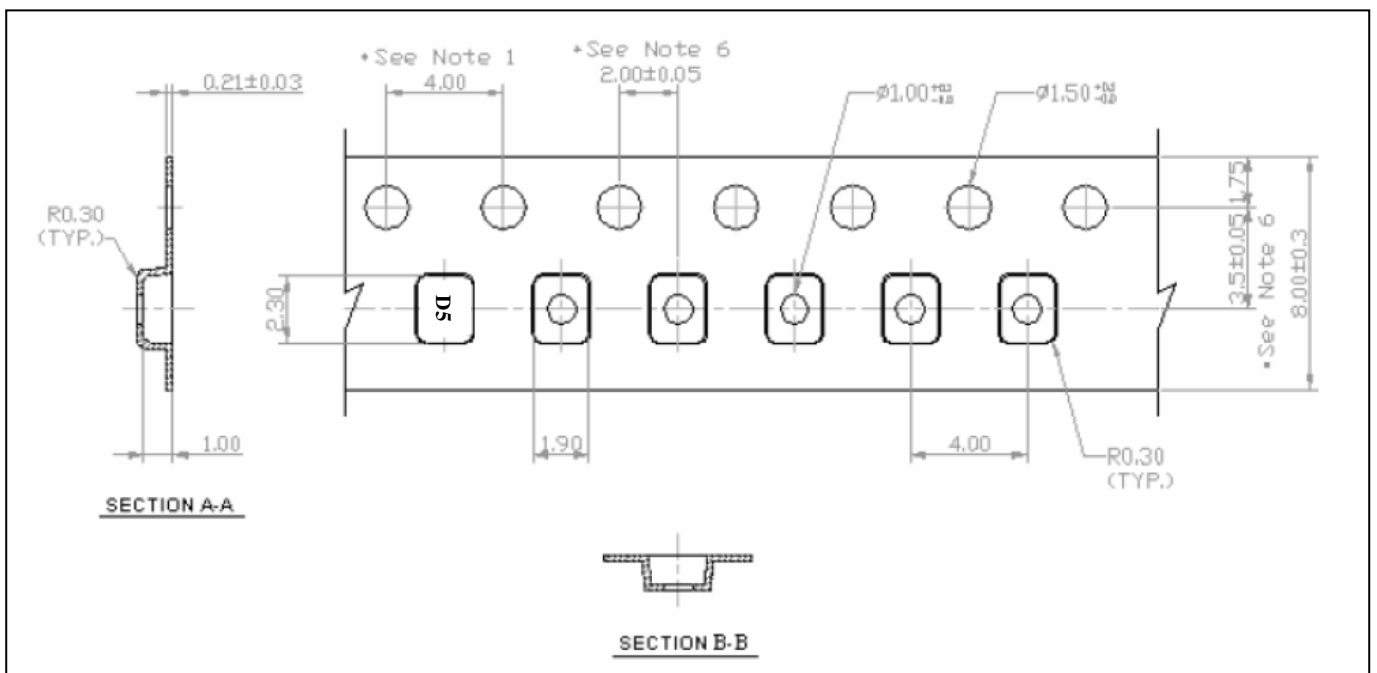 *See Note 1
4.00
*See Note 6
2.00±0.05
0.21±0.03
Ø1.00
Ø1.50
R0.30
(TYP.)
2.30
D5
1.75
3.5±0.05
*See Note 6
8.00±0.3
1.00
1.90
4.00
R0.30
(TYP.)
SECTION A-A
SECTION B-B